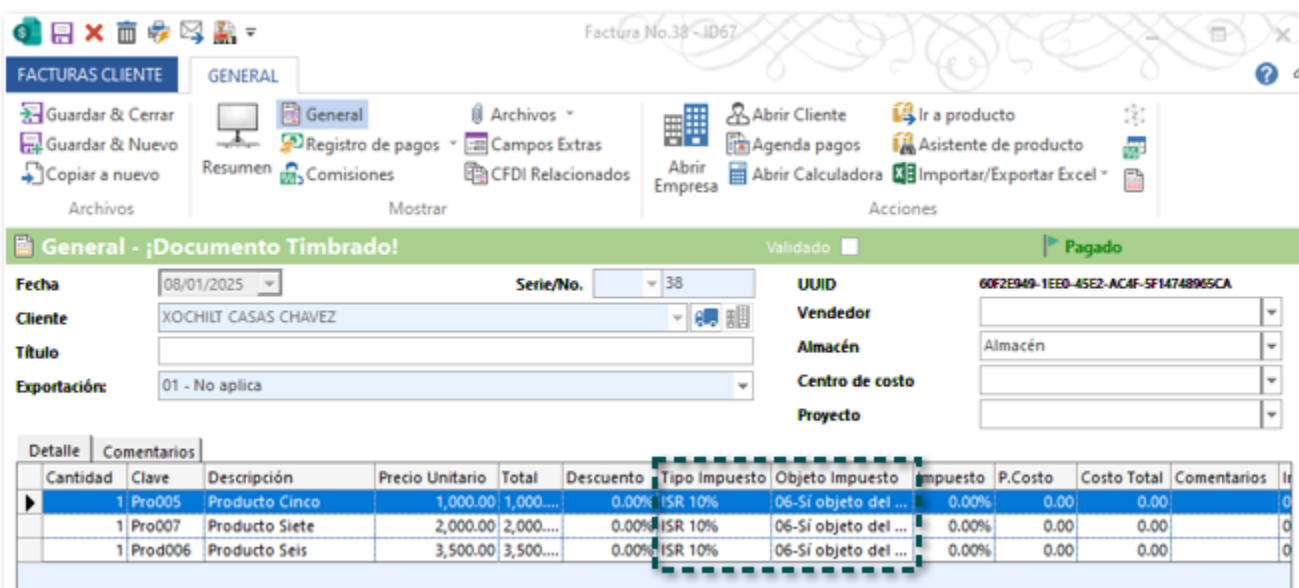 Factura No.38 - ID67
FACTURAS CLIENTE GENERAL
Guardar & Cerrar
Guardar & Nuevo
Copiar a nuevo
Archivos
Resumen
General
Registro de pagos
Comisiones
Archivos
Campos Extras
CFDI Relacionados
Mostrar
Abrir
Empresa
Abrir Cliente
Agenda pagos
Abrir Calculadora
Ir a producto
Asistente de producto
Importar/Exportar Excel
Acciones
General - ¡Documento Timbrado! Validado Pagado
Fecha 08/01/2025 Serie/No. 38 UUID 60F2E949-1EE0-45E2-AC4F-5F14748965CA
Cliente XOCHILT CASAS CHAVEZ Vendedor
Título Almacén Almacén
Exportación: 01 - No aplica Centro de costo
Proyecto
Detalle Comentarios
Cantidad Clave Descripción Precio Unitario Total Descuento Tipo Impuesto Objeto Impuesto Impuesto P.Costo Costo Total Comentarios
1 Pro005 Producto Cinco 1,000.00 1,000.... 0.00% ISR 10% 06-Sí objeto del ... 0.00% 0.00 0.00 0
1 Pro007 Producto Siete 2,000.00 2,000.... 0.00% ISR 10% 06-Sí objeto del ... 0.00% 0.00 0.00 0
1 Prod006 Producto Seis 3,500.00 3,500.... 0.00% ISR 10% 06-Sí objeto del ... 0.00% 0.00 0.00 0